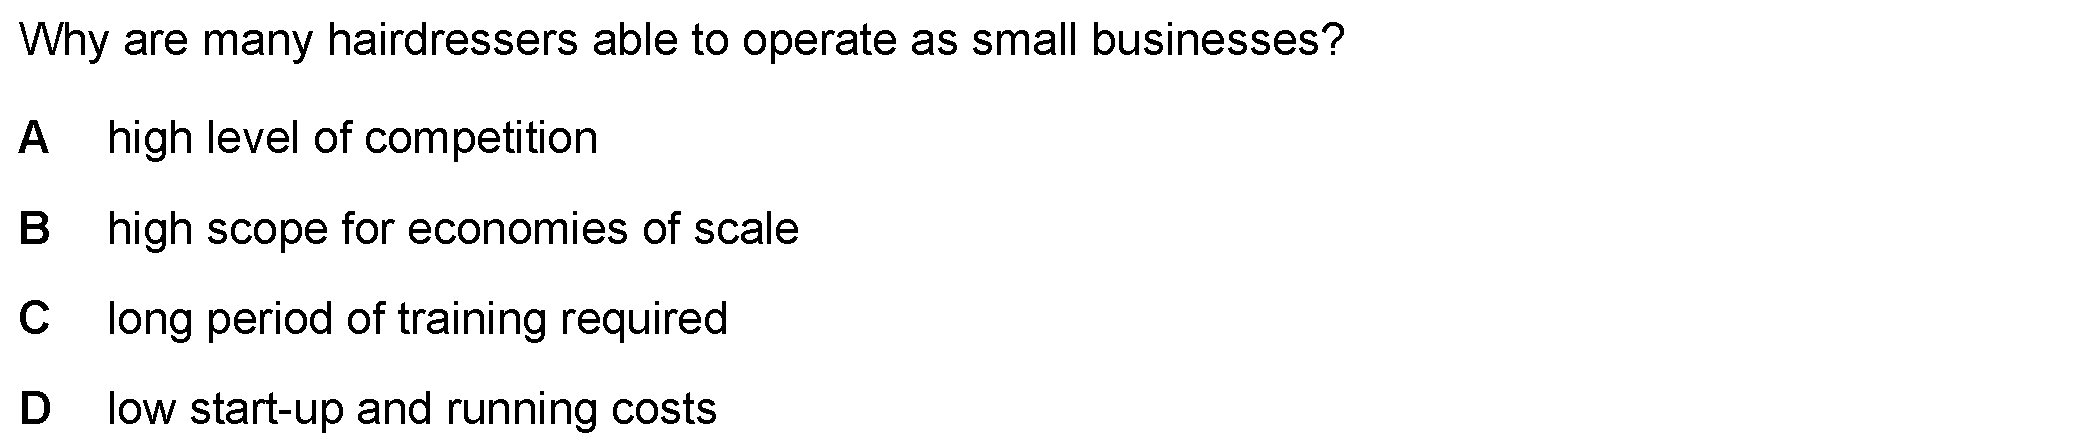 Why are many hairdressers able to operate as small businesses?
A high level of competition
B high scope for economies of scale
C long period of training required
D low start-up and running costs